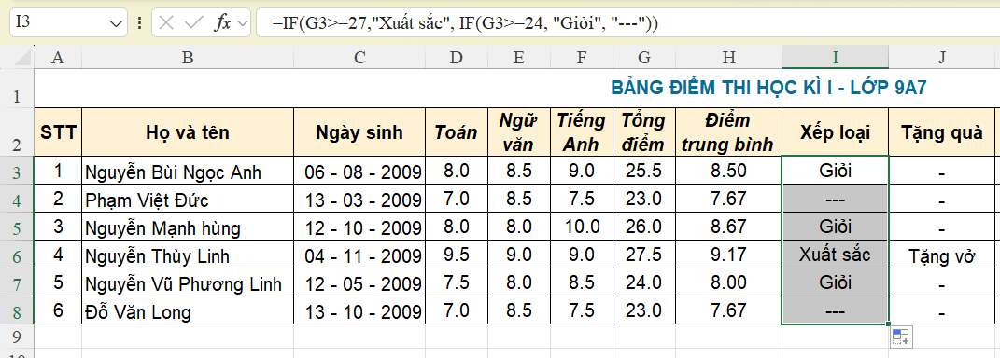 I3 fx =IF(G3>=27,"Xuất sắc", IF(G3>=24, "Giỏi", "---"))
A B C D E F G H I J
1 BẢNG ĐIỂM THI HỌC KÌ I - LỚP 9A7
2 STT Họ và tên Ngày sinh Toán Ngữ văn Tiếng Anh Tổng điểm Điểm trung bình Xếp loại Tặng quà
3 1 Nguyễn Bùi Ngọc Anh 06 - 08 - 2009 8.0 8.5 9.0 25.5 8.50 Giỏi -
4 2 Phạm Việt Đức 13 - 03 - 2009 7.0 8.5 7.5 23.0 7.67 --- -
5 3 Nguyễn Mạnh hùng 12 - 10 - 2009 8.0 8.0 10.0 26.0 8.67 Giỏi -
6 4 Nguyễn Thùy Linh 04 - 11 - 2009 9.5 9.0 9.0 27.5 9.17 Xuất sắc Tặng vở
7 5 Nguyễn Vũ Phương Linh 12 - 05 - 2009 7.5 8.0 8.5 24.0 8.00 Giỏi -
8 6 Đỗ Văn Long 13 - 10 - 2009 7.0 8.5 7.5 23.0 7.67 --- -
9
10